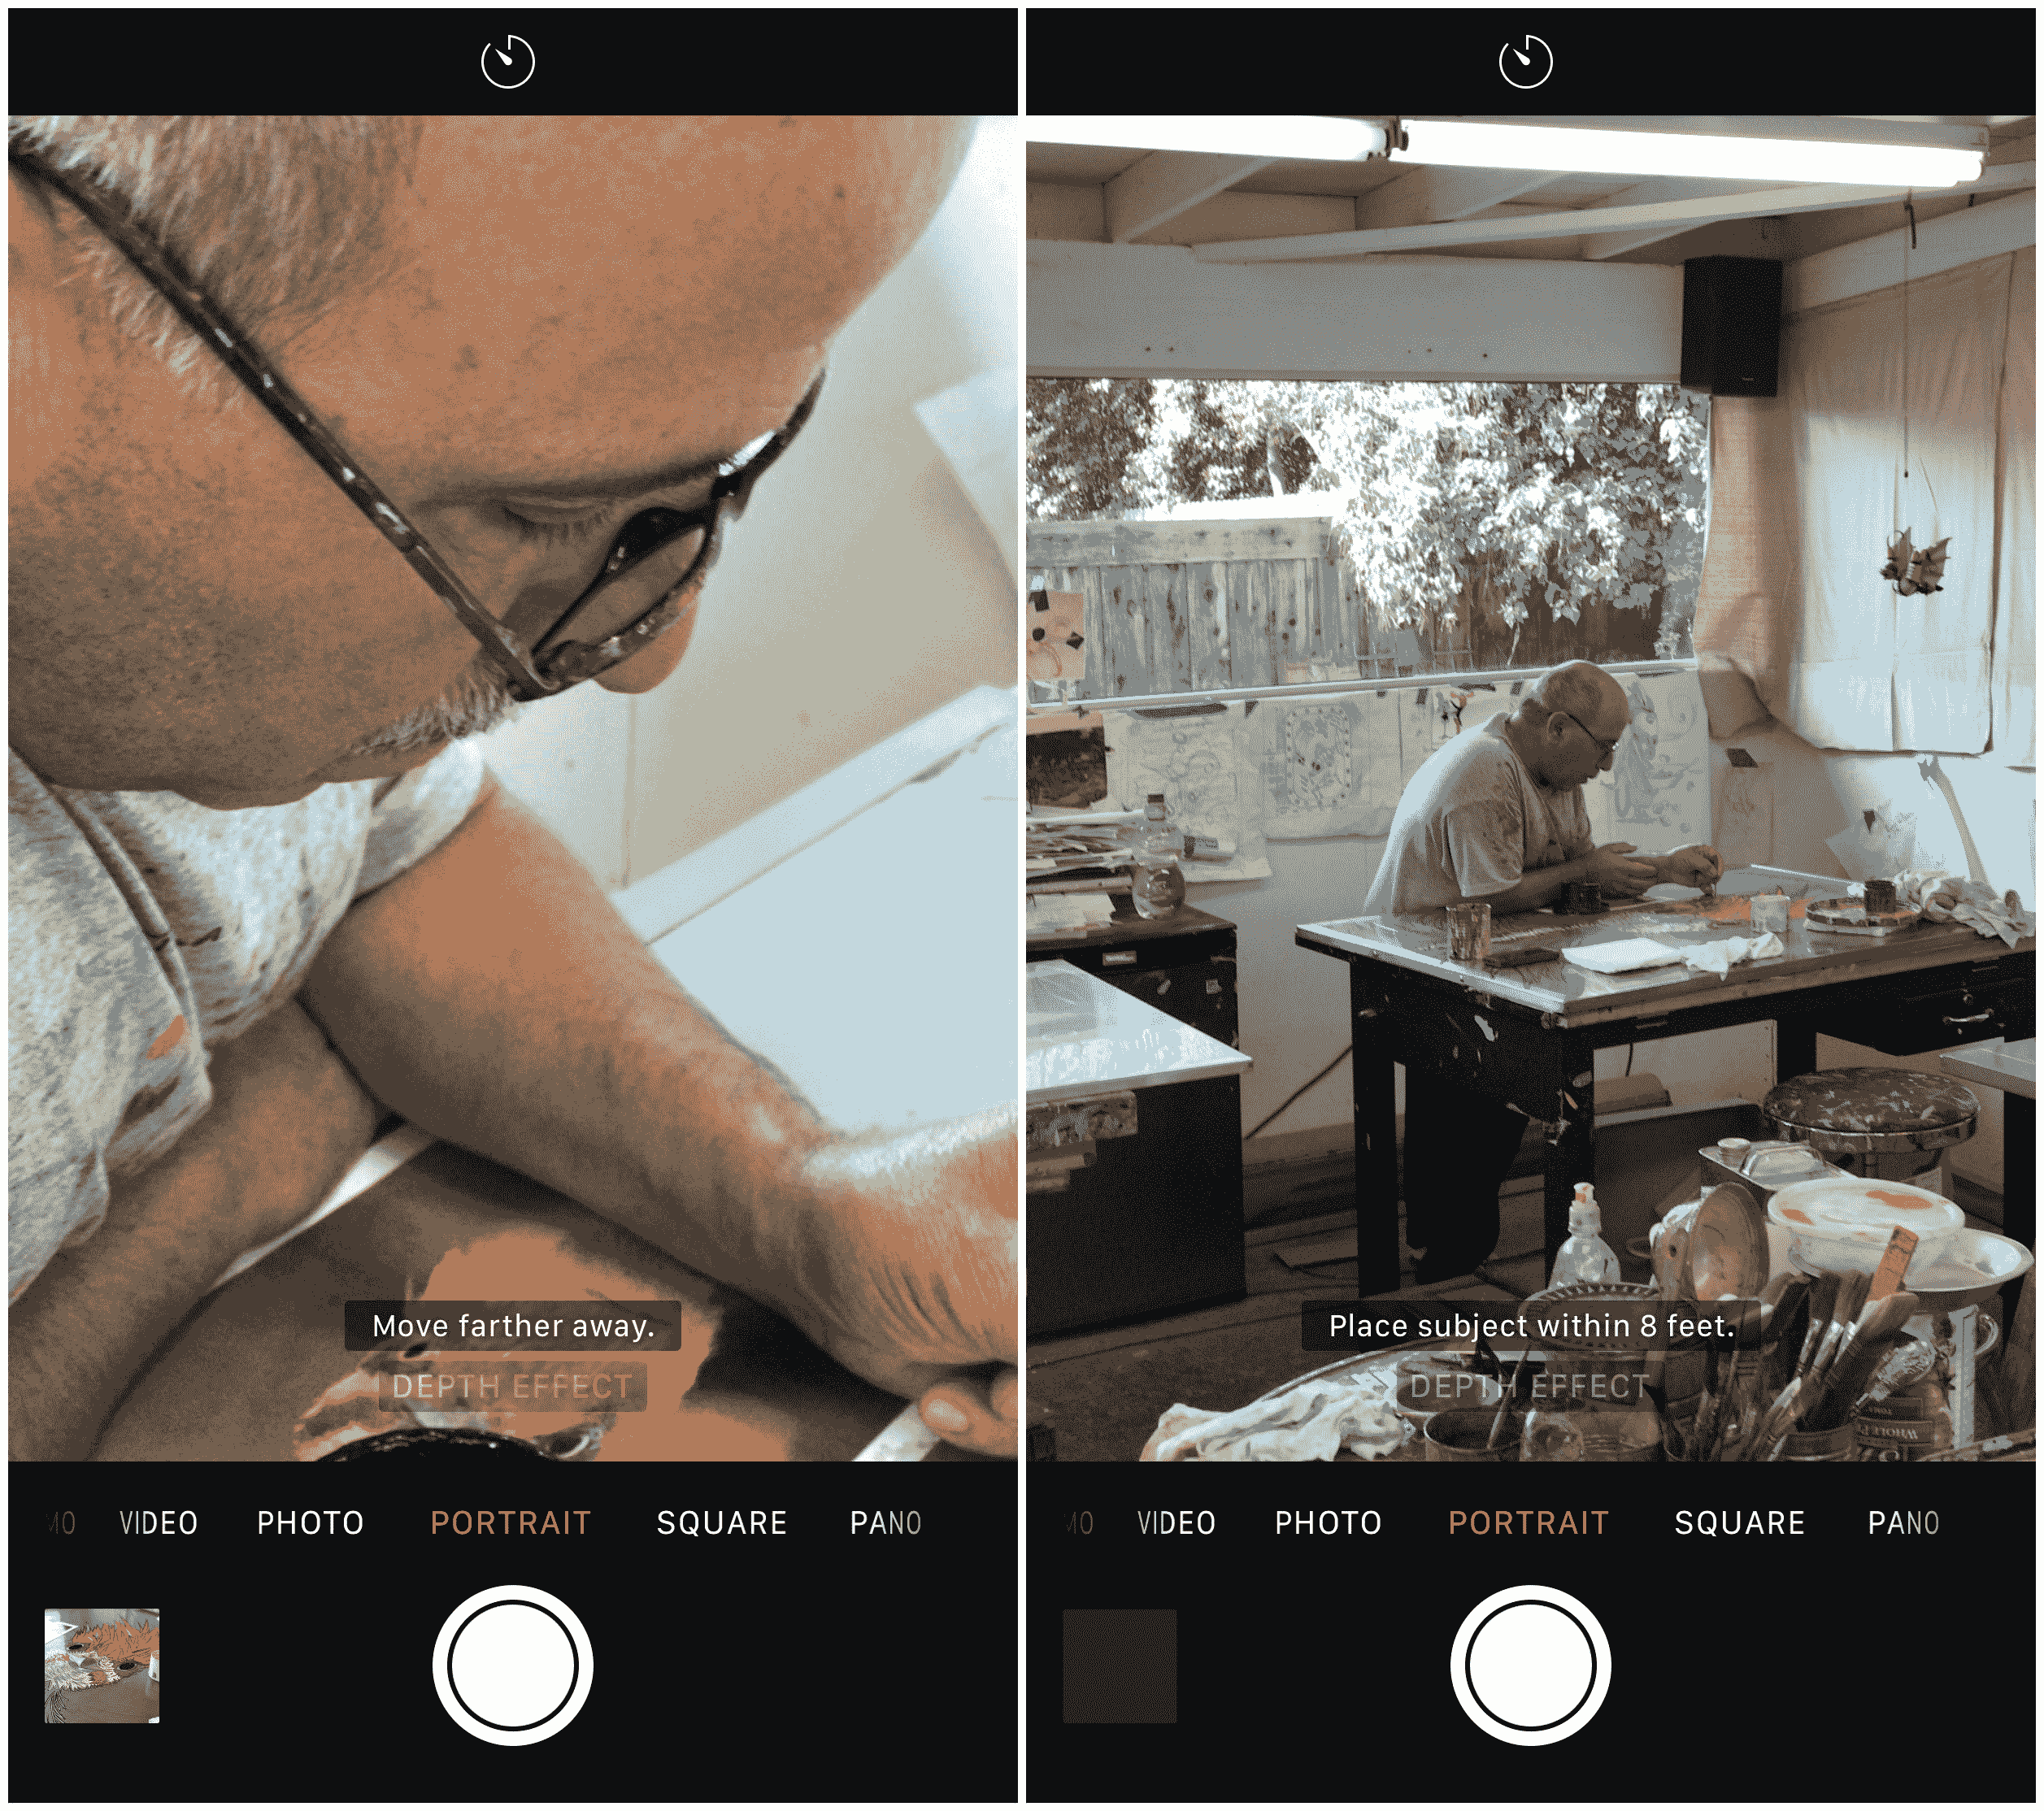 Move farther away.
DEPTH EFFECT
MO VIDEO PHOTO PORTRAIT SQUARE PANO
Place subject within 8 feet.
DEPTH EFFECT
MO VIDEO PHOTO PORTRAIT SQUARE PANO